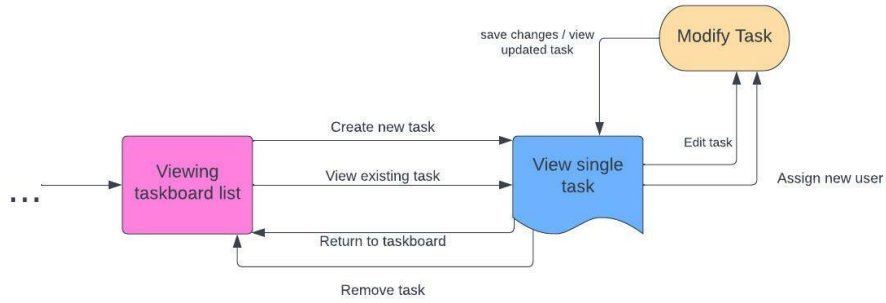 save changes / view
updated task
Modify Task
Create new task
Edit task
Viewing
taskboard list
View single
task
View existing task
Assign new user
...
Return to taskboard
Remove task